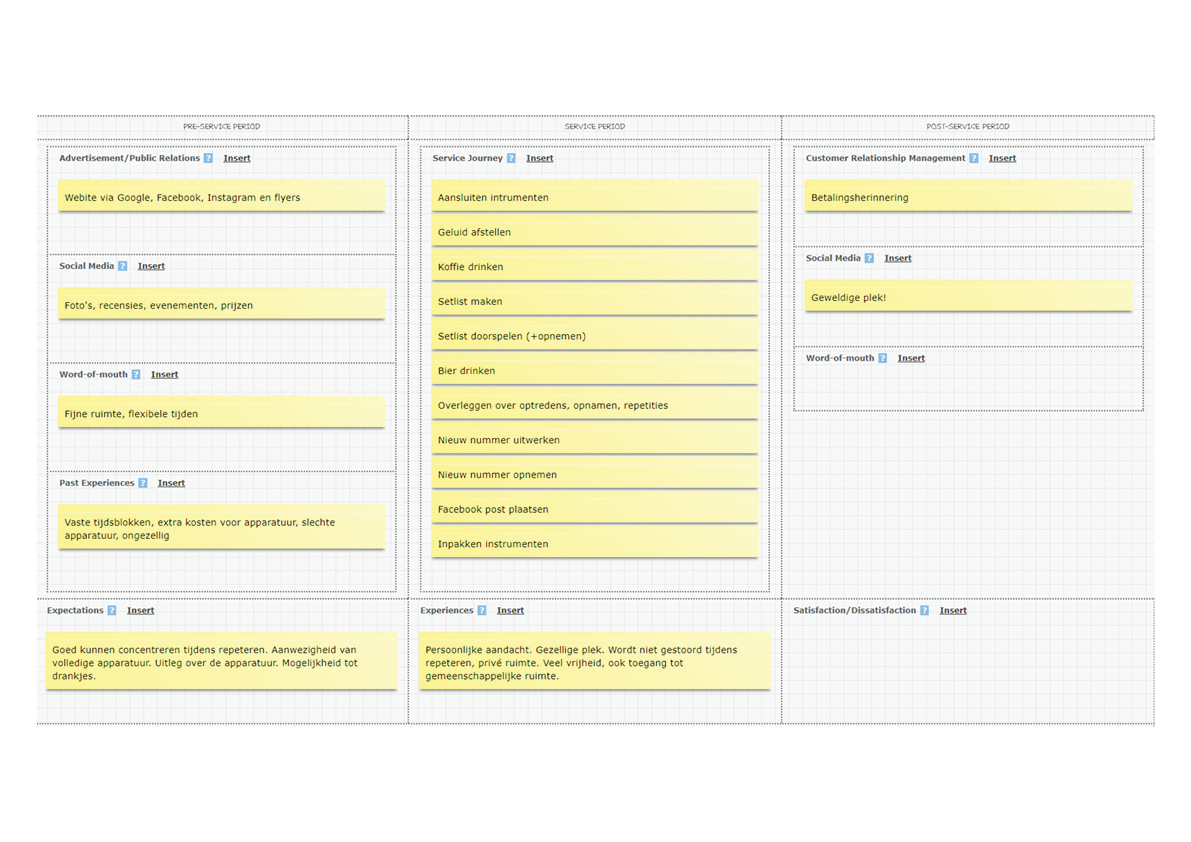 PRE-SERVICE PERIOD
Advertisement/Public Relations ? Insert
Webite via Google, Facebook, Instagram en flyers
Social Media ? Insert
Foto's, recensies, evenementen, prijzen
Word-of-mouth ? Insert
Fijne ruimte, flexibele tijden
Past Experiences ? Insert
Vaste tijdsblokken, extra kosten voor apparatuur, slechte
apparatuur, ongezellig
Expectations ? Insert
Goed kunnen concentreren tijdens repeteren. Aanwezigheid van
volledige apparatuur. Uitleg over de apparatuur. Mogelijkheid tot
drankjes.
SERVICE PERIOD
Service Journey ? Insert
Aansluiten intrumenten
Geluid afstellen
Koffie drinken
Setlist maken
Setlist doorspelen (+opnemen)
Bier drinken
Overleggen over optredens, opnamen, repetities
Nieuw nummer uitwerken
Nieuw nummer opnemen
Facebook post plaatsen
Inpakken instrumenten
Experiences ? Insert
Persoonlijke aandacht. Gezellige plek. Wordt niet gestoord tijdens
repeteren, privé ruimte. Veel vrijheid, ook toegang tot
gemeenschappelijke ruimte.
POST-SERVICE PERIOD
Customer Relationship Management ? Insert
Betalingsherinnering
Social Media ? Insert
Geweldige plek!
Word-of-mouth ? Insert
Satisfaction/Dissatisfaction ? Insert